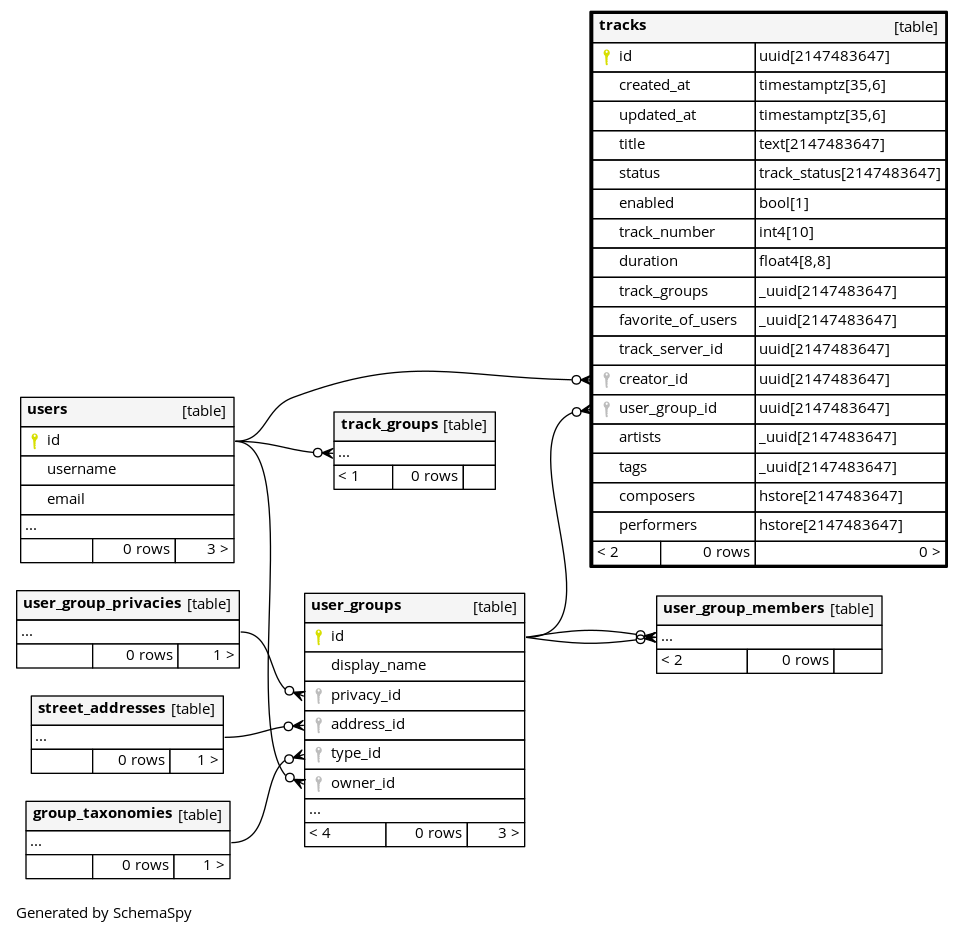 tracks [table]
id uuid[2147483647]
created_at timestamptz[35,6]
updated_at timestamptz[35,6]
title text[2147483647]
status track_status[2147483647]
enabled bool[1]
track_number int4[10]
duration float4[8,8]
track_groups _uuid[2147483647]
favorite_of_users _uuid[2147483647]
track_server_id uuid[2147483647]
creator_id uuid[2147483647]
user_group_id uuid[2147483647]
artists _uuid[2147483647]
tags _uuid[2147483647]
composers hstore[2147483647]
performers hstore[2147483647]
< 2 0 rows 0 >
users [table]
id
username
email
...
0 rows 3 >
track_groups [table]
...
< 1 0 rows
user_group_privacies [table]
...
0 rows 1 >
street_addresses [table]
...
0 rows 1 >
group_taxonomies [table]
...
0 rows 1 >
user_groups [table]
id
display_name
privacy_id
address_id
type_id
owner_id
...
< 4 0 rows 3 >
user_group_members [table]
...
< 2 0 rows
Generated by SchemaSpy